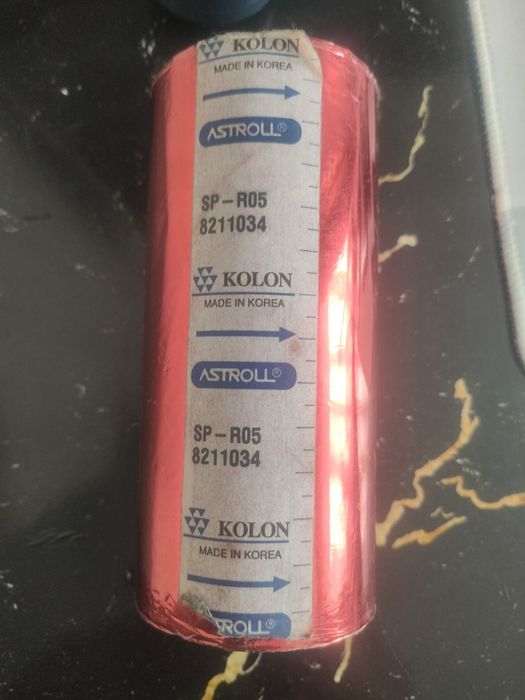 KOLON
MADE IN KOREA
ASTROLL®
SP-R05
8211034
KOLON
MADE IN KOREA
ASTROLL®
SP-R05
8211034
KOLON
MADE IN KOREA
ROLL®